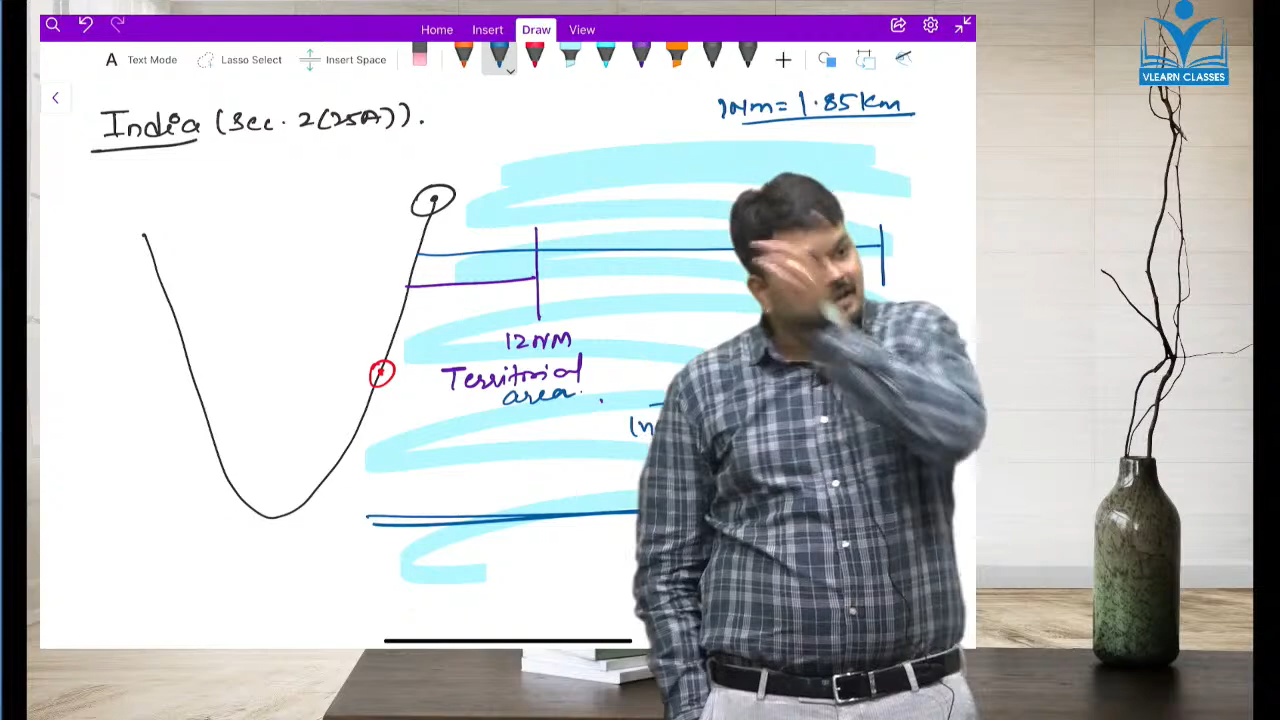 Home Insert Draw View
A Text Mode Lasso Select Insert Space
VLEARN CLASSES
India (Sec. 2(25A)).
1Nm = 1.85km
12NM
Territorial
area.